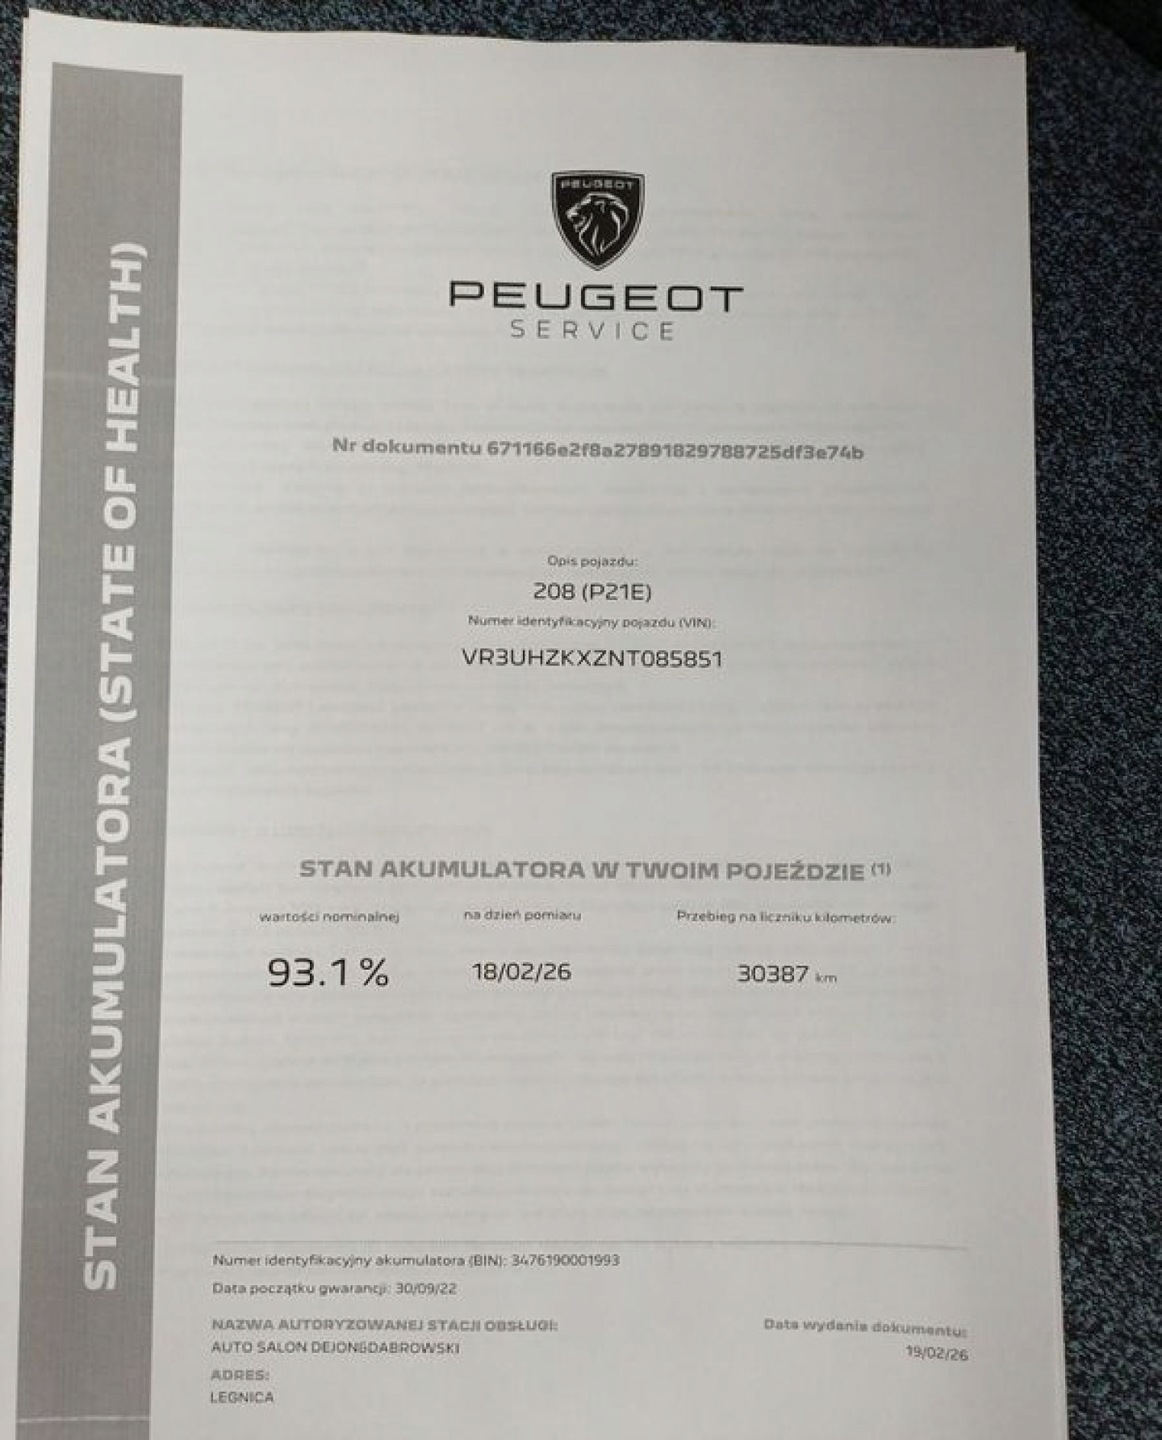 STAN AKUMULATORA (STATE OF HEALTH)
PEUGEOT
PEUGEOT
SERVICE
Nr dokumentu 671166e2f8a27891829788725df3e74b
Opis pojazdu:
208 (P21E)
Numer identyfikacyjny pojazdu (VIN):
VR3UHZKXZNT085851
STAN AKUMULATORA W TWOIM POJEŹDZIE (1)
wartości nominalnej na dzień pomiaru Przebieg na liczniku kilometrów:
93.1% 18/02/26 30387 km
Numer identyfikacyjny akumulatora (BIN): 3476190001993
Data początku gwarancji: 30/09/22
NAZWA AUTORYZOWANEJ STACJI OBSŁUGI: Data wydania dokumentu:
AUTO SALON DEJONGDABROWSKI 19/02/26
ADRES:
LEGNICA